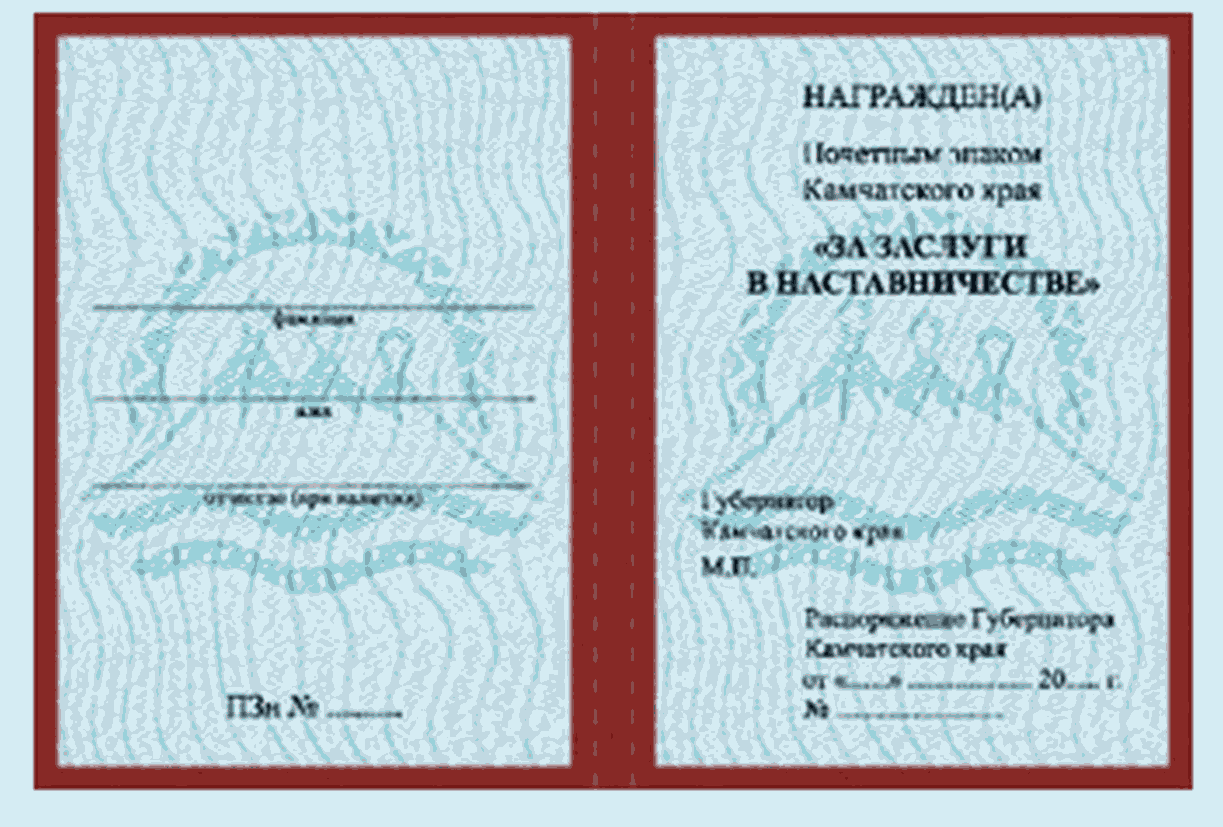 фамилия
имя
отчество (при наличии)
ПЗн № ..........
НАГРАЖДЕН(А)
Почетным знаком
Камчатского края
«ЗА ЗАСЛУГИ
В НАСТАВНИЧЕСТВЕ»
Губернатор
Камчатского края
М.П.
Распоряжение Губернатора
Камчатского края
от «......» .................. 20..... г.
№ ........................